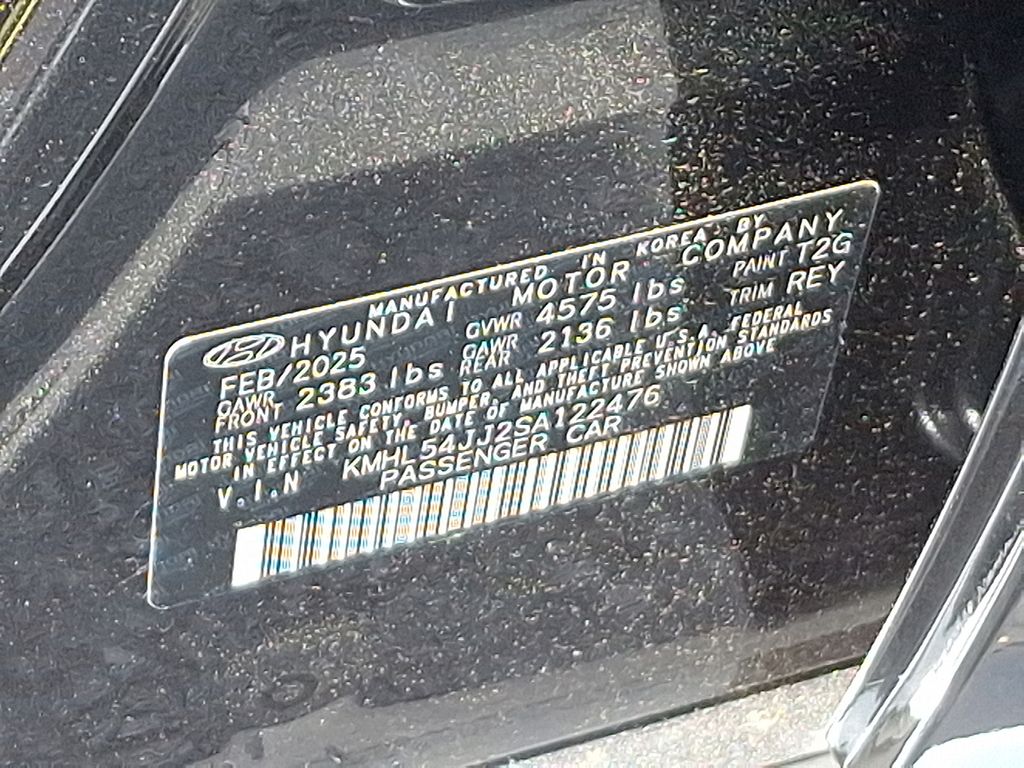 MANUFACTURED IN KOREA BY
HYUNDAI MOTOR COMPANY
FEB/2025 GVWR 4575 lbs PAINT T2G
GAWR FRONT 2383 lbs GAWR REAR 2136 lbs TRIM REY
THIS VEHICLE CONFORMS TO ALL APPLICABLE U.S.A. FEDERAL
MOTOR VEHICLE SAFETY, BUMPER, AND THEFT PREVENTION STANDARDS
IN EFFECT ON THE DATE OF MANUFACTURE SHOWN ABOVE
V.I.N KMHL54JJ2SA122476
PASSENGER CAR